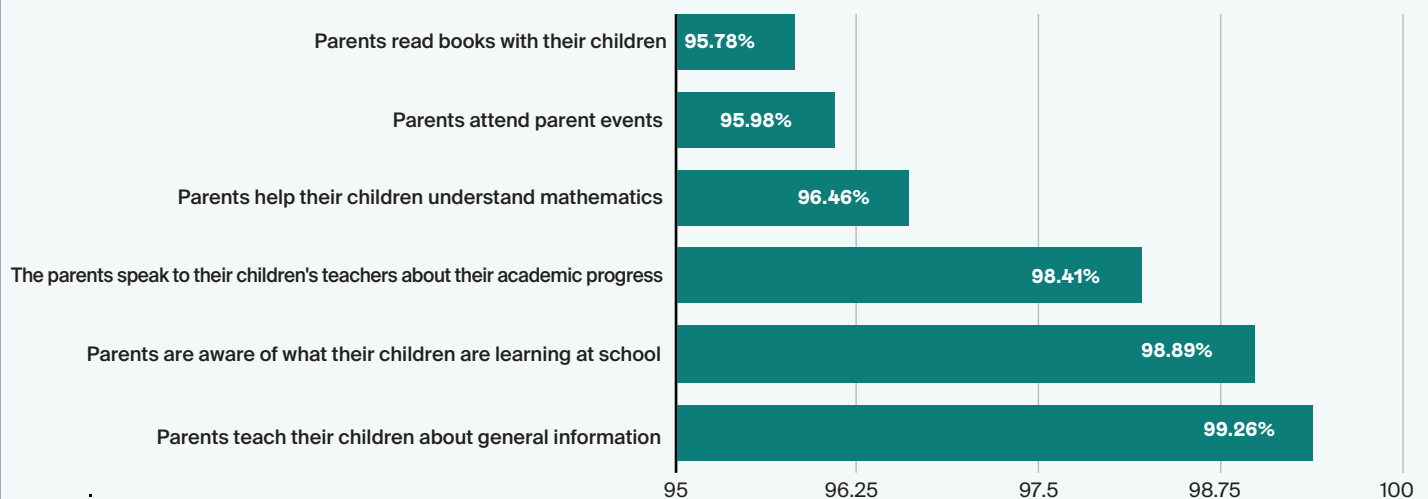 Parents read books with their children 95.78%
Parents attend parent events 95.98%
Parents help their children understand mathematics 96.46%
The parents speak to their children's teachers about their academic progress 98.41%
Parents are aware of what their children are learning at school 98.89%
Parents teach their children about general information 99.26%
95 96.25 97.5 98.75 100